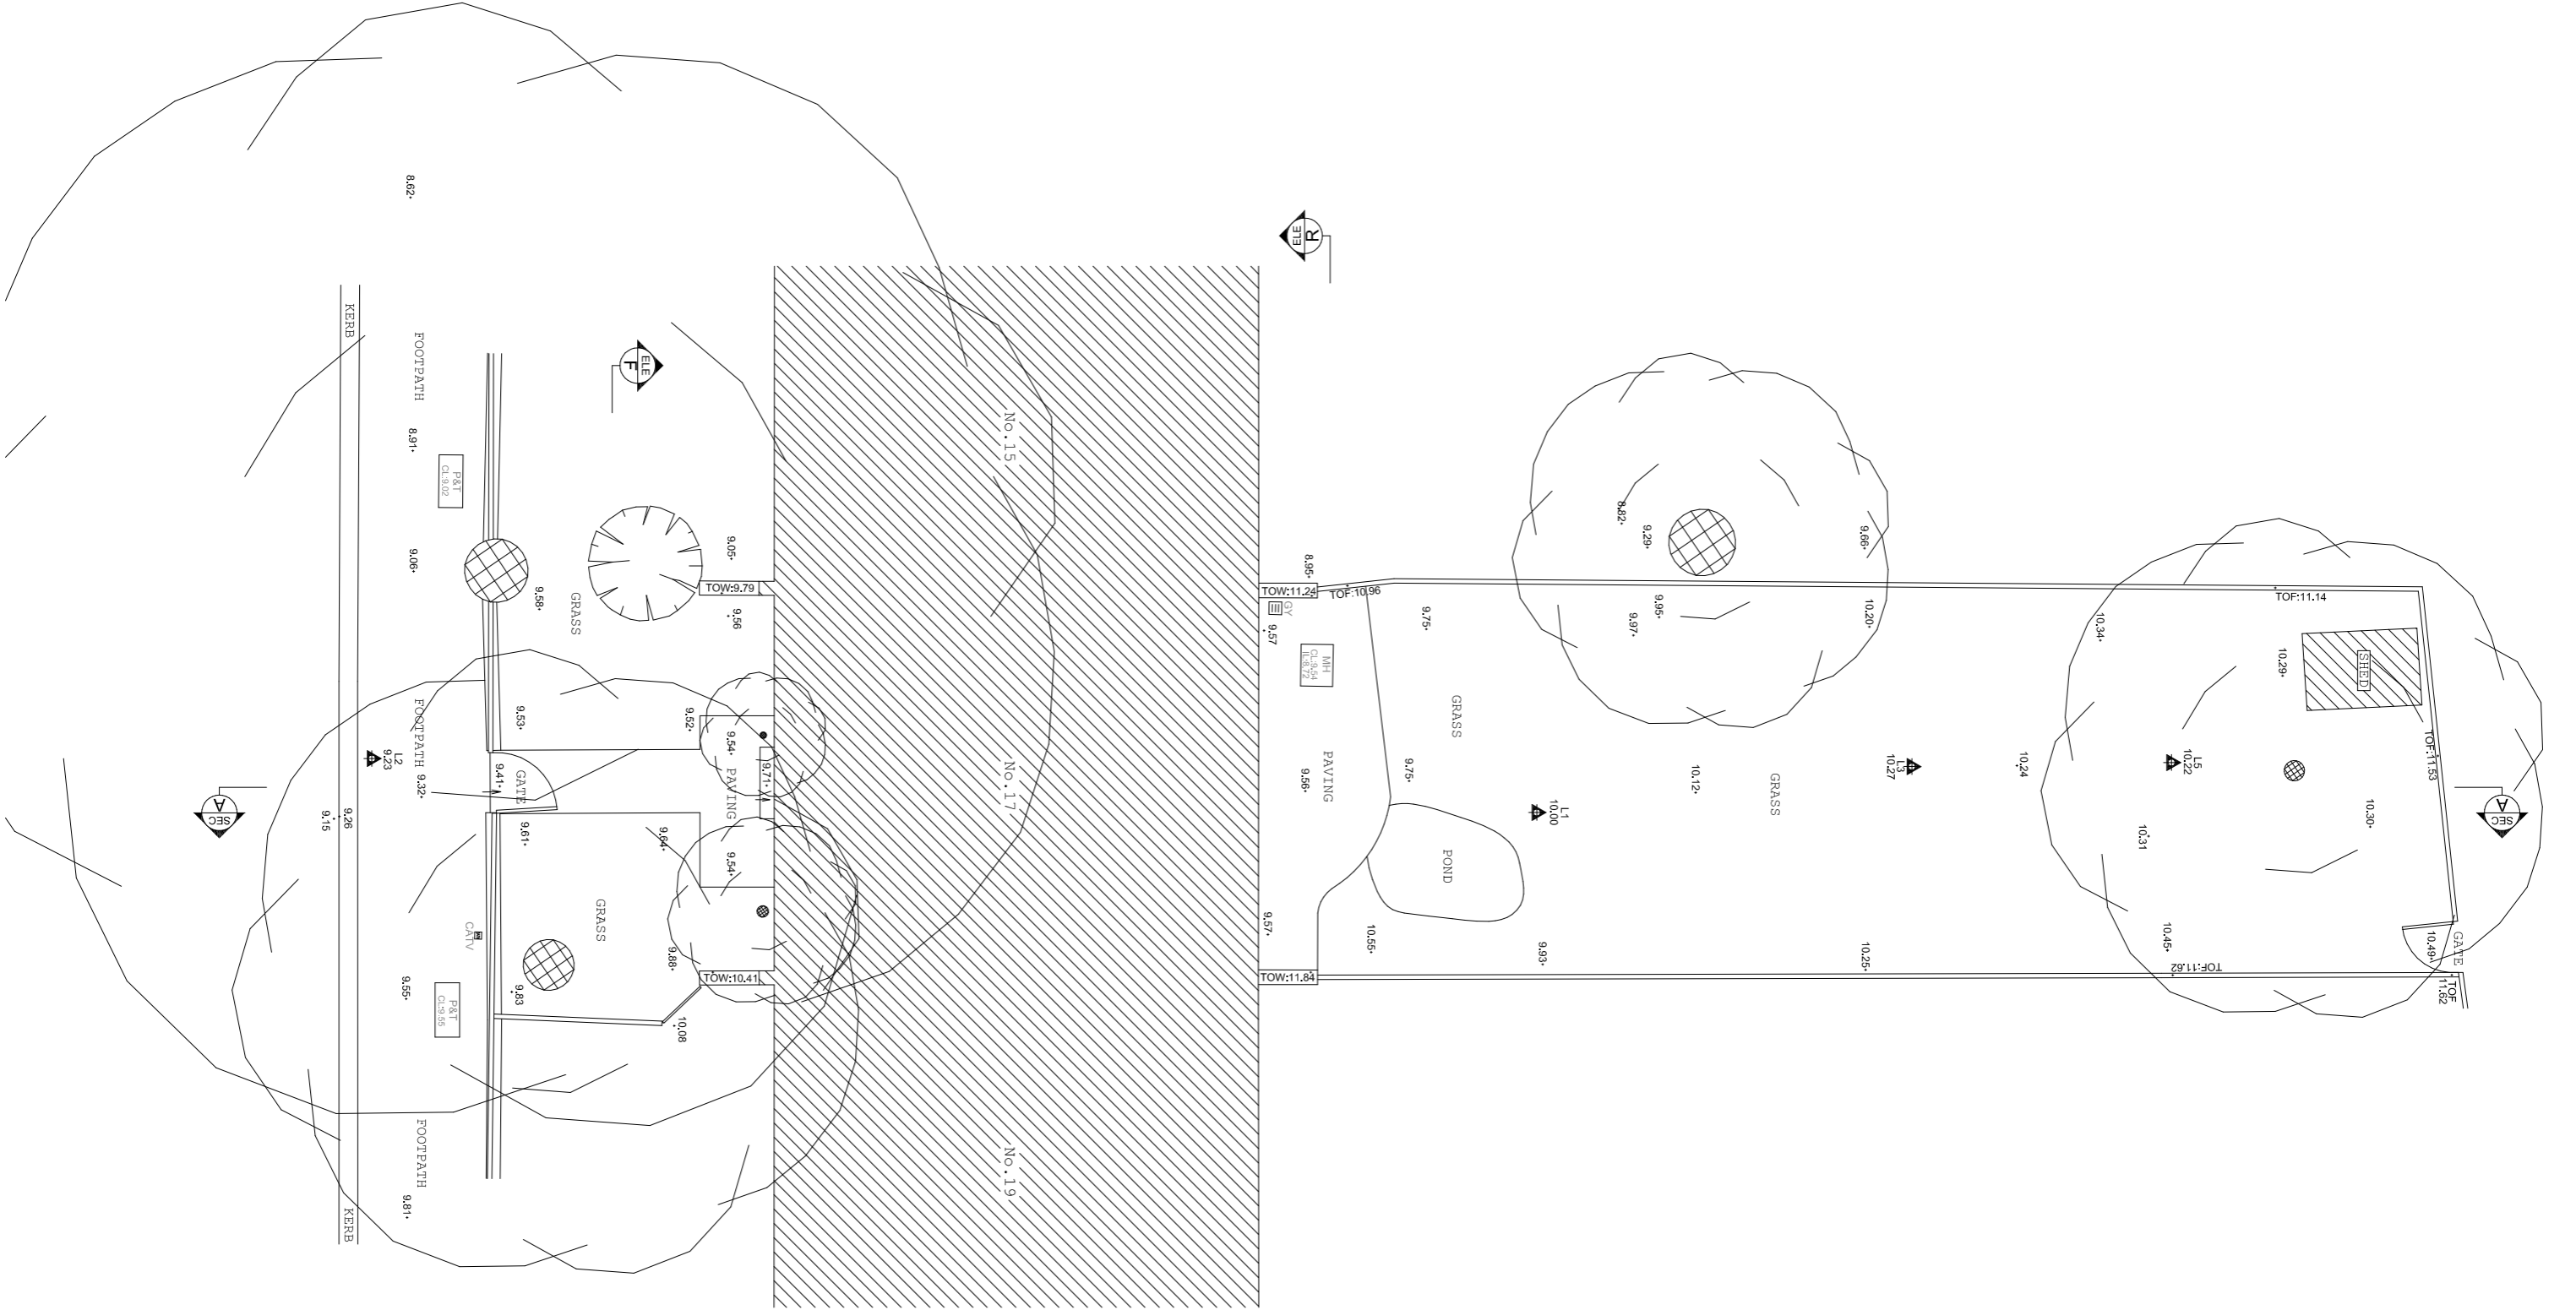 8.62
KERB
FOOTPATH
8.91
P&T
CL:9.02
9.06
ELE
F
9.58
GRASS
9.05
TOW:9.79
9.56
FOOTPATH
9.53
9.52
9.54
PAVING
9.71
L2
9.23
9.32
9.41
GATE
SEC
A
9.15
9.26
9.61
9.64
9.54
GRASS
CATV
9.88
TOW:10.41
9.55
P&T
CL:9.55
9.83
10.08
FOOTPATH
9.81
KERB
No.15
No.17
No.19
ELE
R
8.95
TOW:11.24
TOF:10.96
GY
9.57
MH
CL:9.54
IL:8.72
PAVING
9.56
9.57
TOW:11.84
9.75
GRASS
9.75
POND
10.55
L1
10.00
9.93
8.82
9.29
9.66
9.95
9.97
10.20
10.12
GRASS
L3
10.27
10.24
10.25
10.34
TOF:11.14
10.29
SHED
TOF:11.53
L5
10.22
10.30
10.31
SEC
A
10.45
TOF:11.62
10.49
GATE
TOF
11.62